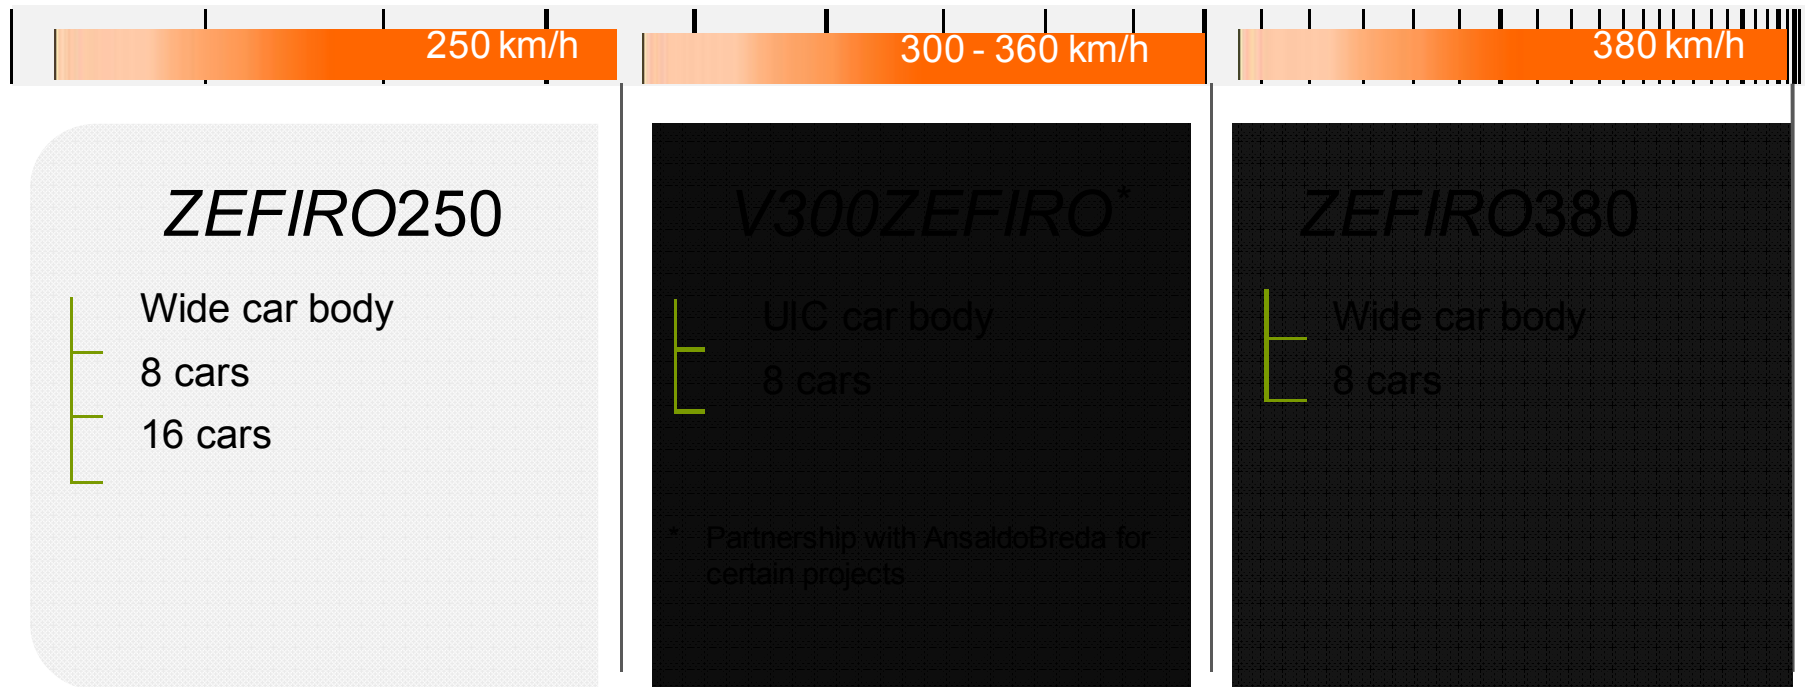 250 km/h
300 - 360 km/h
380 km/h
ZEFIRO250
Wide car body
8 cars
16 cars
V300ZEFIRO*
UIC car body
8 cars
* Partnership with AnsaldoBreda for
certain projects
ZEFIRO380
Wide car body
8 cars